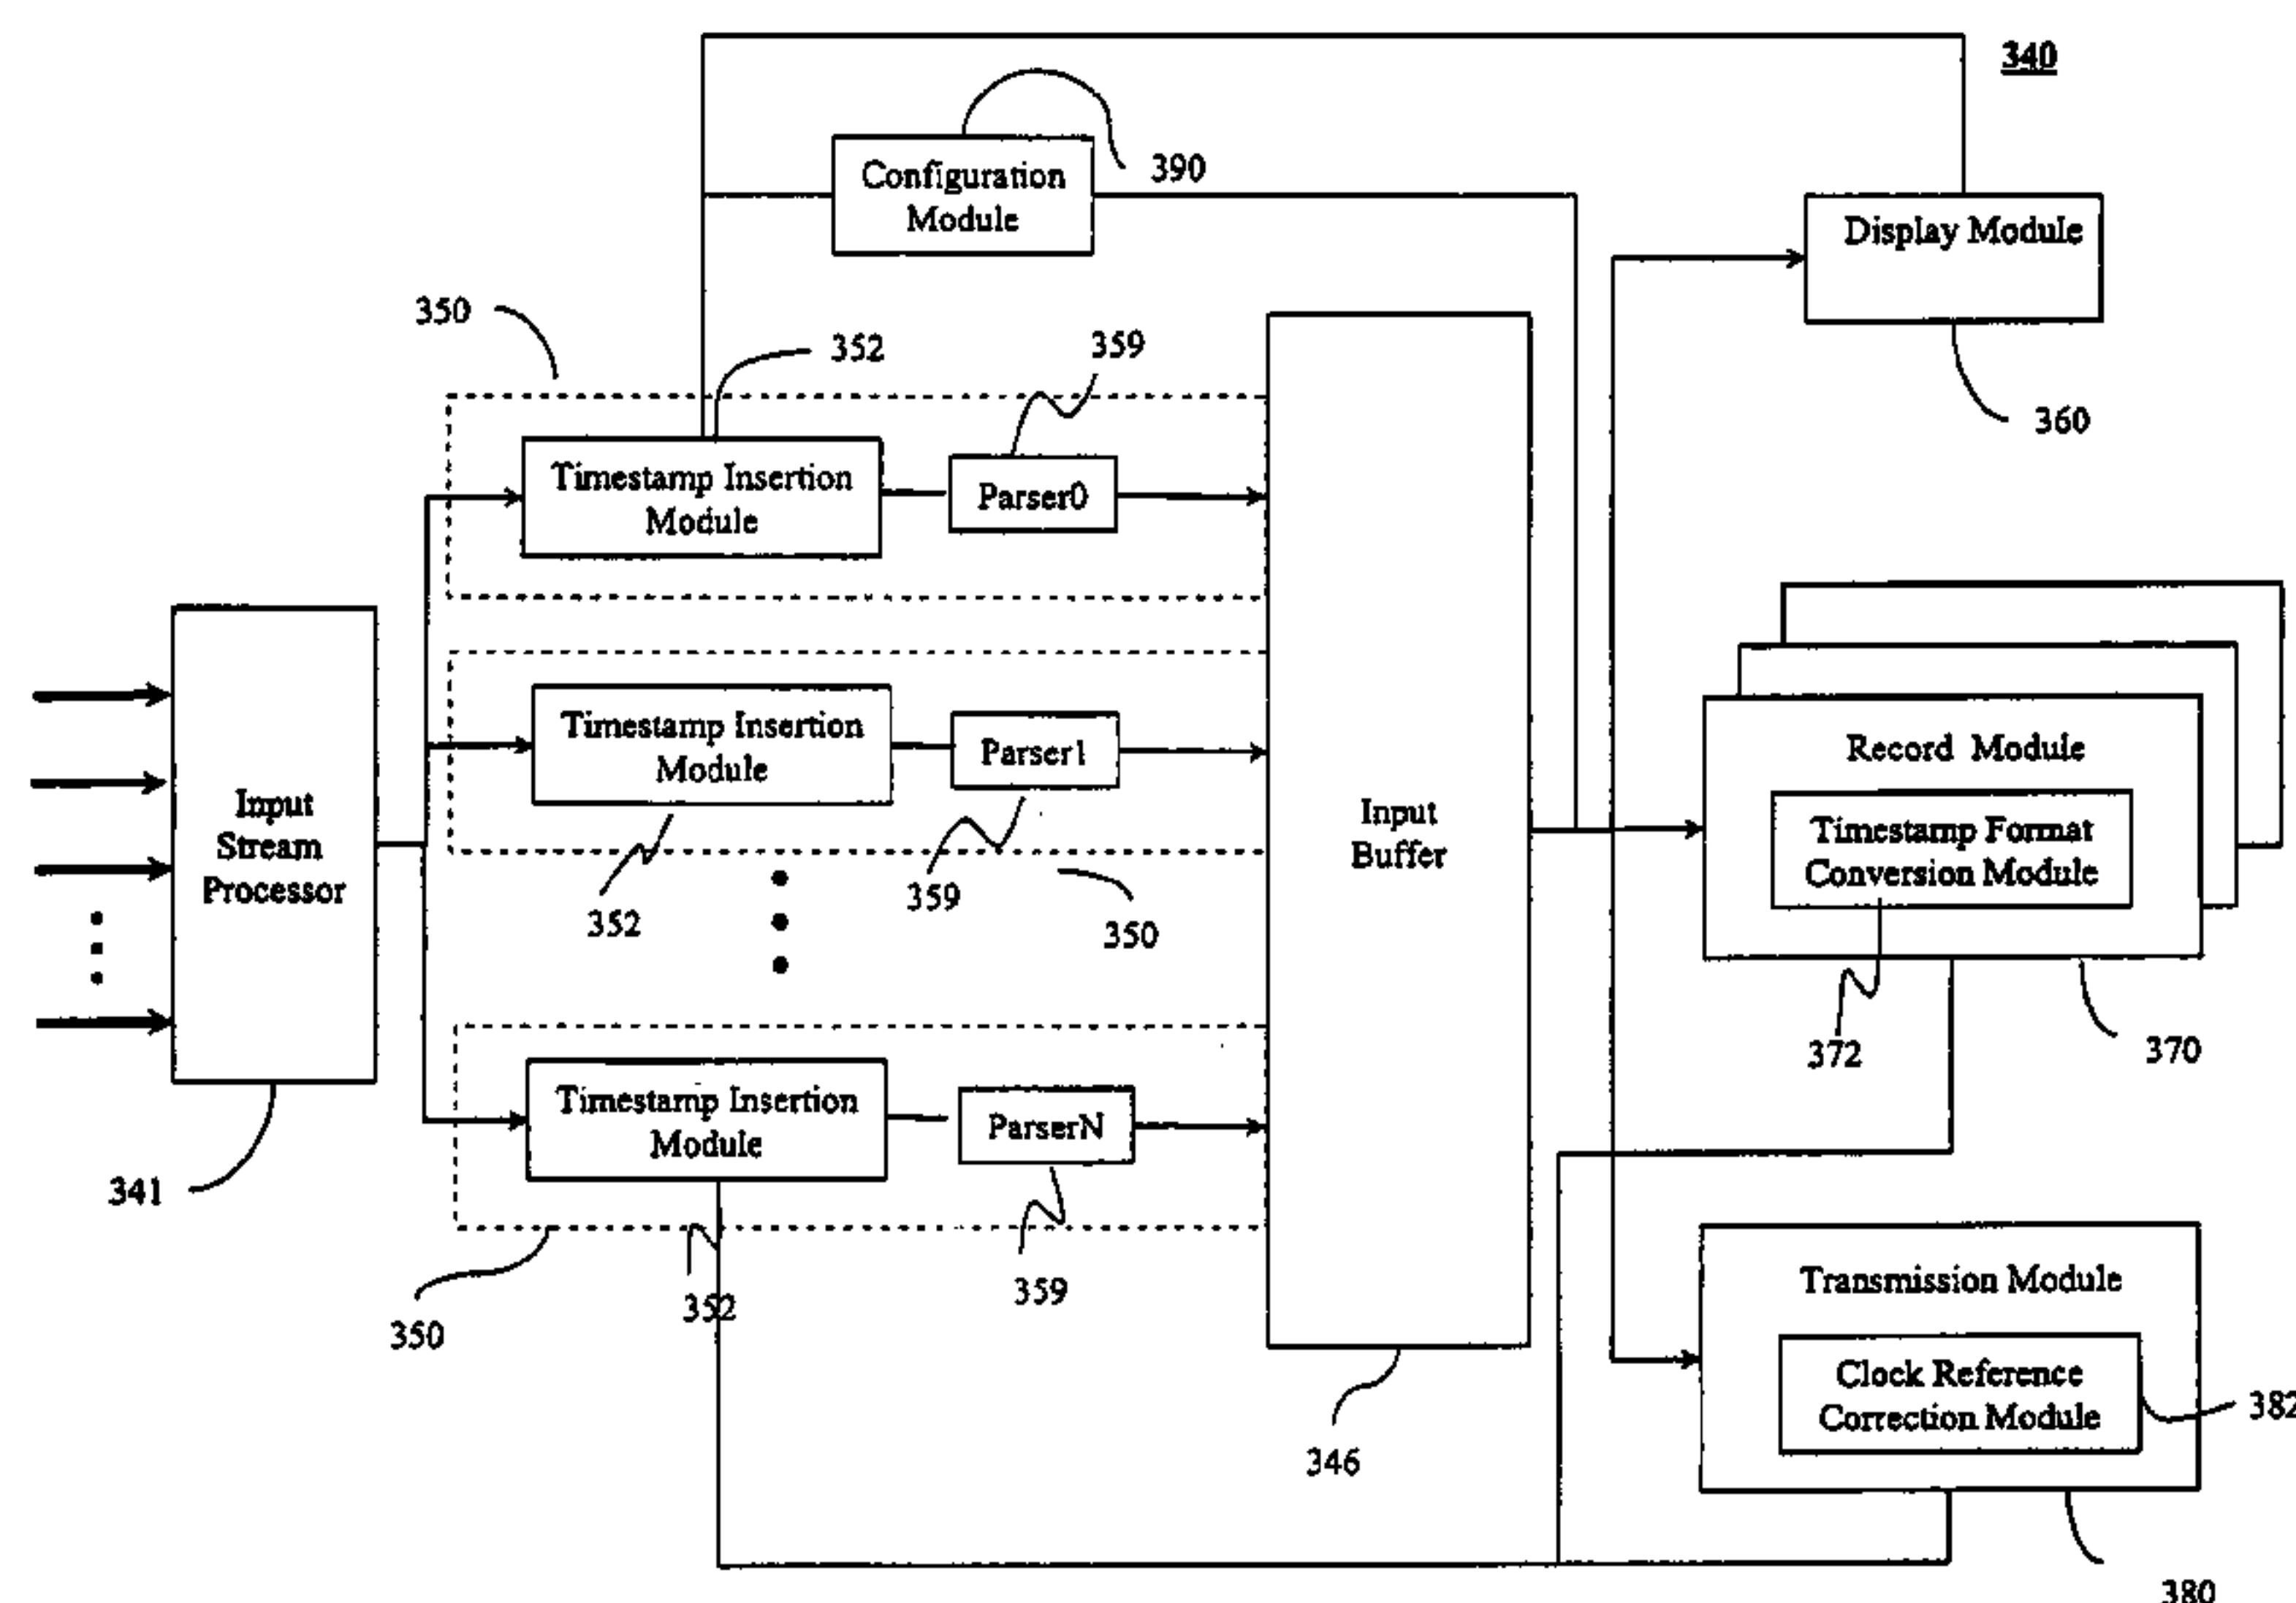 340
390
Configuration
Module
Display Module
350
352
359
360
Timestamp Insertion
Module
Parser0
Timestamp Insertion
Module
Parser1
Record Module
Input
Stream
Processor
Input
Buffer
Timestamp Format
Conversion Module
352
359
350
372
370
Timestamp Insertion
Module
ParserN
341
352
359
350
Transmission Module
Clock Reference
Correction Module
382
346
380